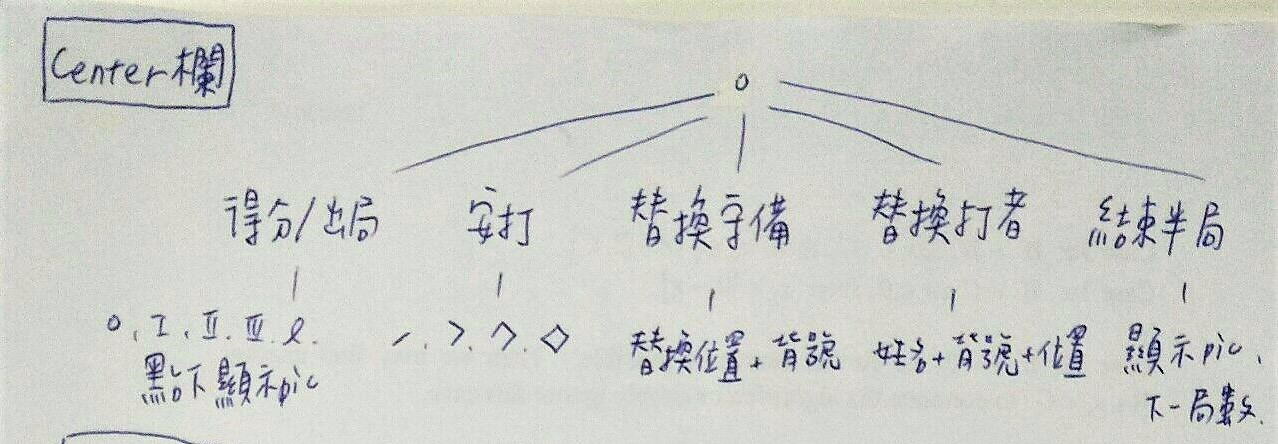 Center欄
o
得分/出局 安打 替換守備 替換打者 結束半局
o, I, II, III, l.
點下顯示pic
替換位置+背號
姓名+背號+位置
顯示pic,
下一局數.